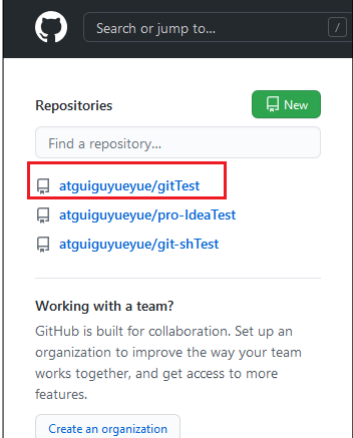 Search or jump to...
/
Repositories
New
Find a repository...
atguiguyueyue/gitTest
atguiguyueyue/pro-IdeaTest
atguiguyueyue/git-shTest
Working with a team?
GitHub is built for collaboration. Set up an
organization to improve the way your team
works together, and get access to more
features.
Create an organization